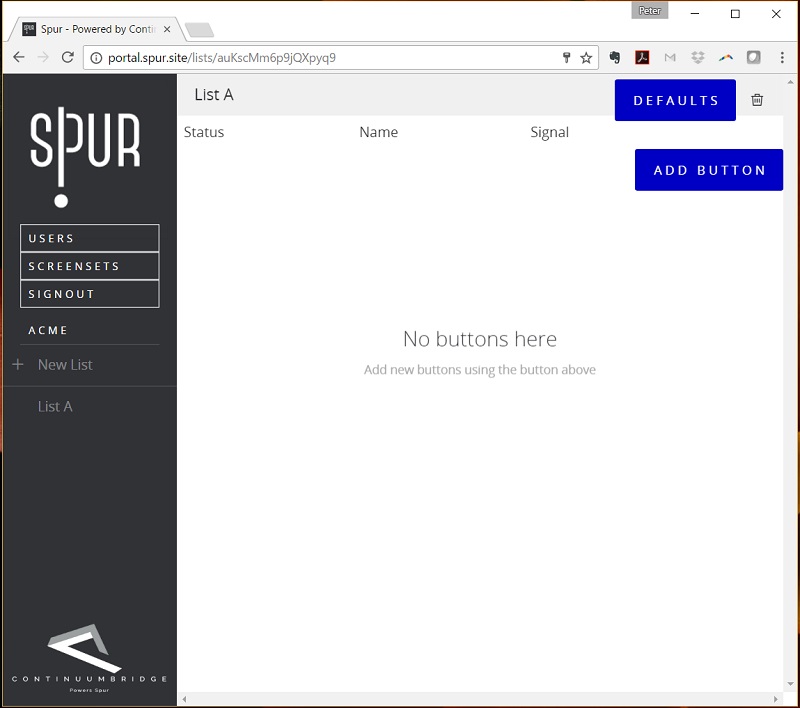 Peter
Spur - Powered by Contin
portal.spur.site/lists/auKscMm6p9jQXpyq9
SPUR
USERS
SCREENSETS
SIGNOUT
ACME
New List
List A
List A
DEFAULTS
Status Name Signal
ADD BUTTON
No buttons here
Add new buttons using the button above
CONTINUUMBRIDGE
Powers Spur